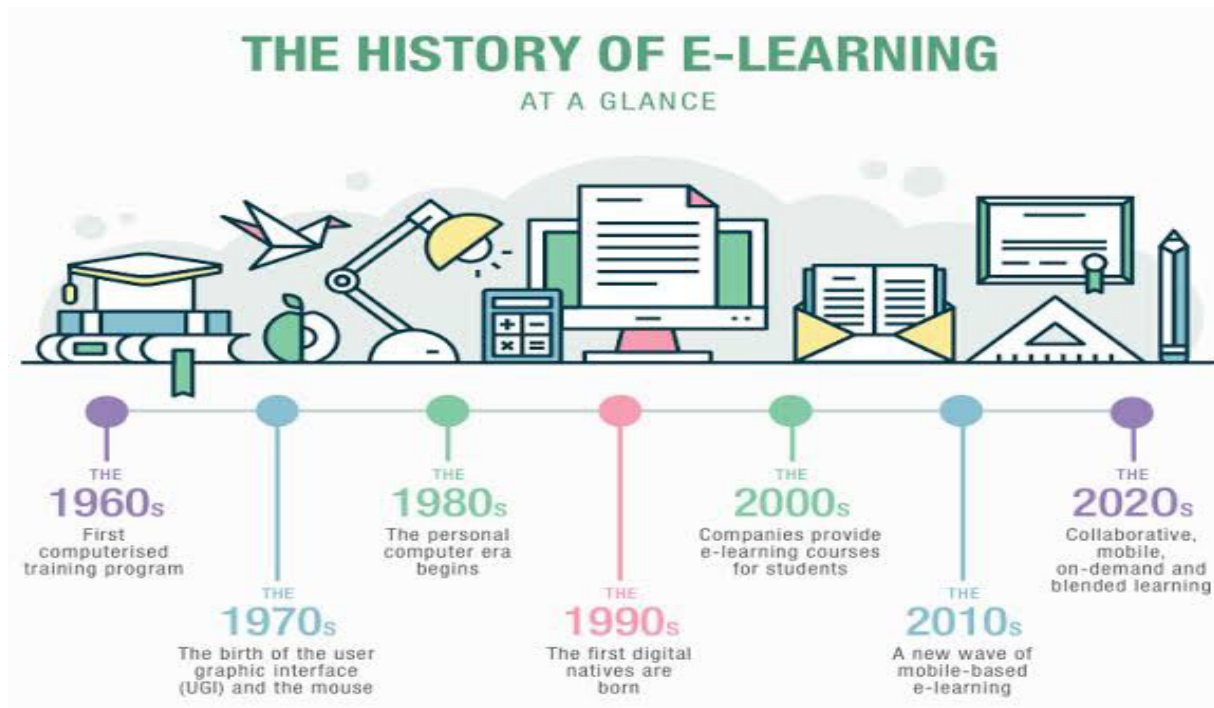 THE HISTORY OF E-LEARNING
AT A GLANCE
THE
1960s
First
computerised
training program
THE
1970s
The birth of the user
graphic interface
(UGI) and the mouse
THE
1980s
The personal
computer era
begins
THE
1990s
The first digital
natives are
born
THE
2000s
Companies provide
e-learning courses
for students
THE
2010s
A new wave of
mobile-based
e-learning
THE
2020s
Collaborative,
mobile,
on-demand and
blended learning